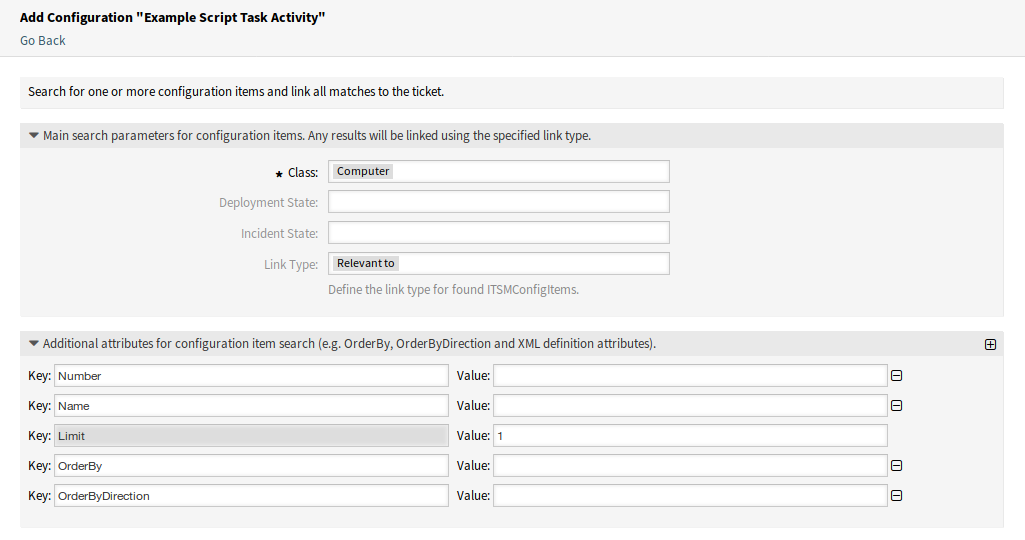 Add Configuration "Example Script Task Activity"
Go Back
Search for one or more configuration items and link all matches to the ticket.
Main search parameters for configuration items. Any results will be linked using the specified link type.
★ Class: Computer
Deployment State:
Incident State:
Link Type: Relevant to
Define the link type for found ITSMConfigItems.
Additional attributes for configuration item search (e.g. OrderBy, OrderByDirection and XML definition attributes).
Key: Number Value:
Key: Name Value:
Key: Limit Value: 1
Key: OrderBy Value:
Key: OrderByDirection Value: